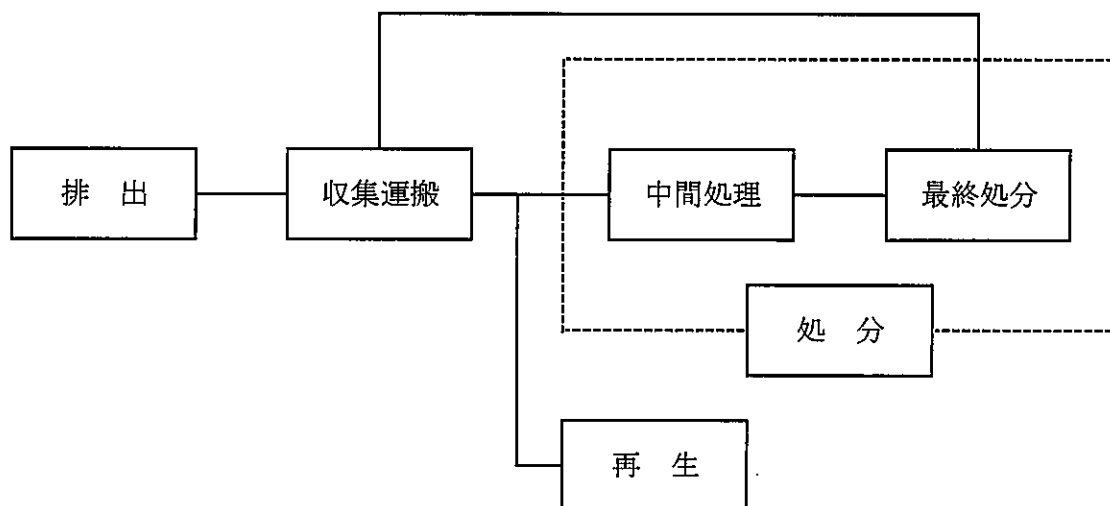 排 出
収集運搬
中間処理
最終処分
処 分
再 生